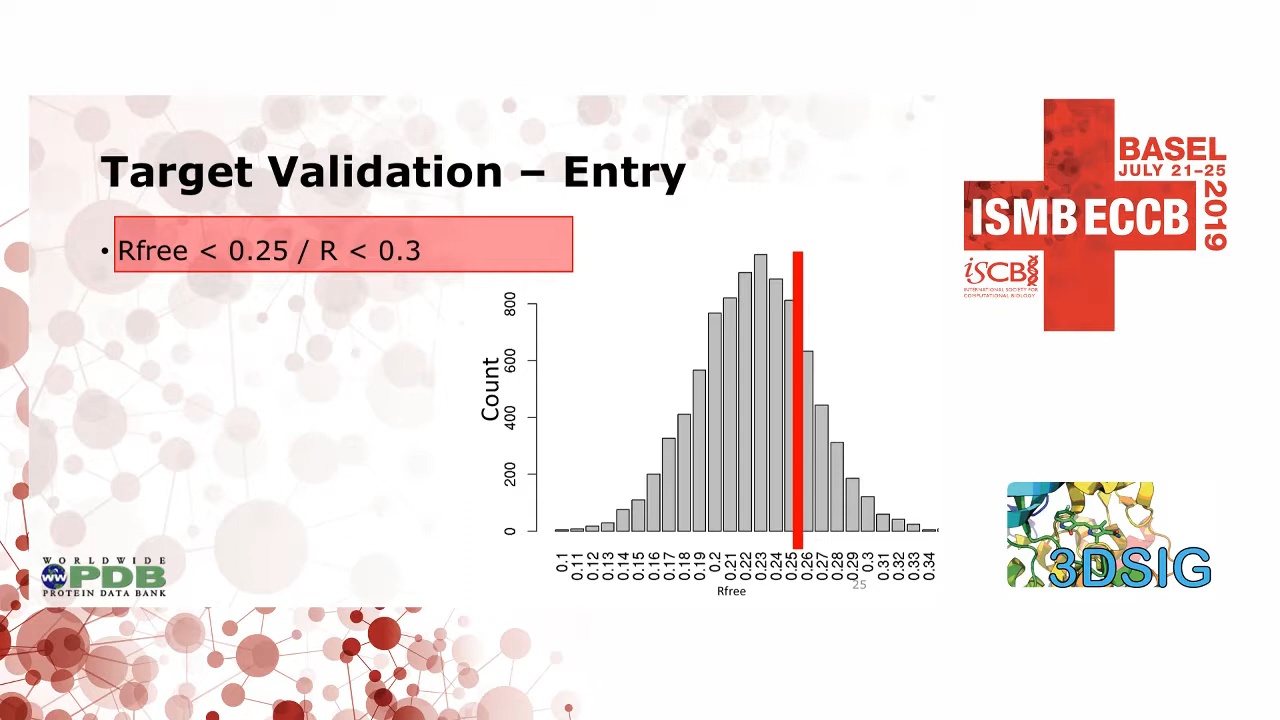 Target Validation – Entry
• Rfree < 0.25 / R < 0.3
Count
800
600
400
200
0
0.1
0.11
0.12
0.13
0.14
0.15
0.16
0.17
0.18
0.19
0.2
0.21
0.22
0.23
0.24
0.25
0.26
0.27
0.28
0.29
0.3
0.31
0.32
0.33
0.34
Rfree
25
WORLDWIDE
ww PDB
PROTEIN DATA BANK
BASEL
JULY 21–25
2019
ISMB ECCB
iSCB
INTERNATIONAL SOCIETY FOR
COMPUTATIONAL BIOLOGY
3DSIG